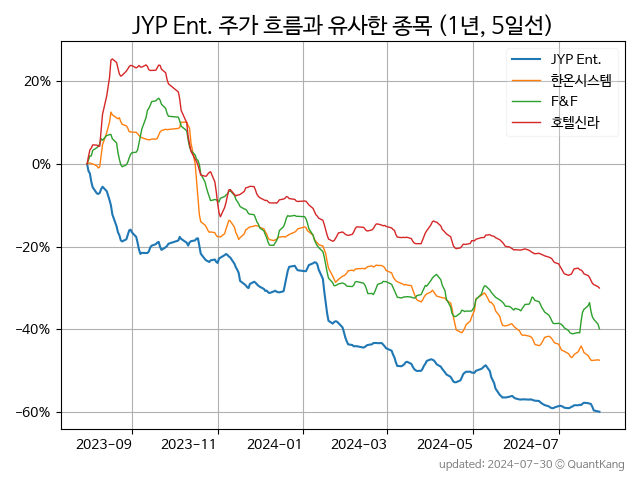 JYP Ent. 주가 흐름과 유사한 종목 (1년, 5일선)
JYP Ent.
한온시스템
F&F
호텔신라
20%
0%
−20%
−40%
−60%
2023-09 2023-11 2024-01 2024-03 2024-05 2024-07
updated: 2024-07-30 © QuantKang